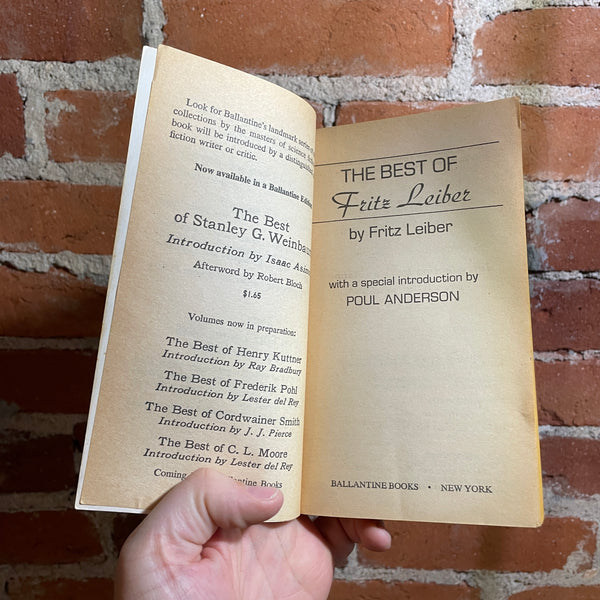 Look for Ballantine's landmark series
collections by the masters of science
book will be introduced by a distinguished
fiction writer or critic.
Now available in a Ballantine
The Best
of Stanley G.
Introduction by Isaac
Afterword by Robert Bloch
$1.65
Volumes now in preparation:
The Best of Henry Kuttner
Introduction by Ray Bradbury
The Best of Frederik Pohl
Introduction by Lester del Rey
The Best of Cordwainer Smith
Introduction by J. J. Pierce
The Best of C. L. Moore
Introduction by Lester del Rey
Coming Books
THE BEST OF
Fritz Leiber
by Fritz Leiber
with a special introduction by
POUL ANDERSON
BALLANTINE BOOKS • NEW YORK